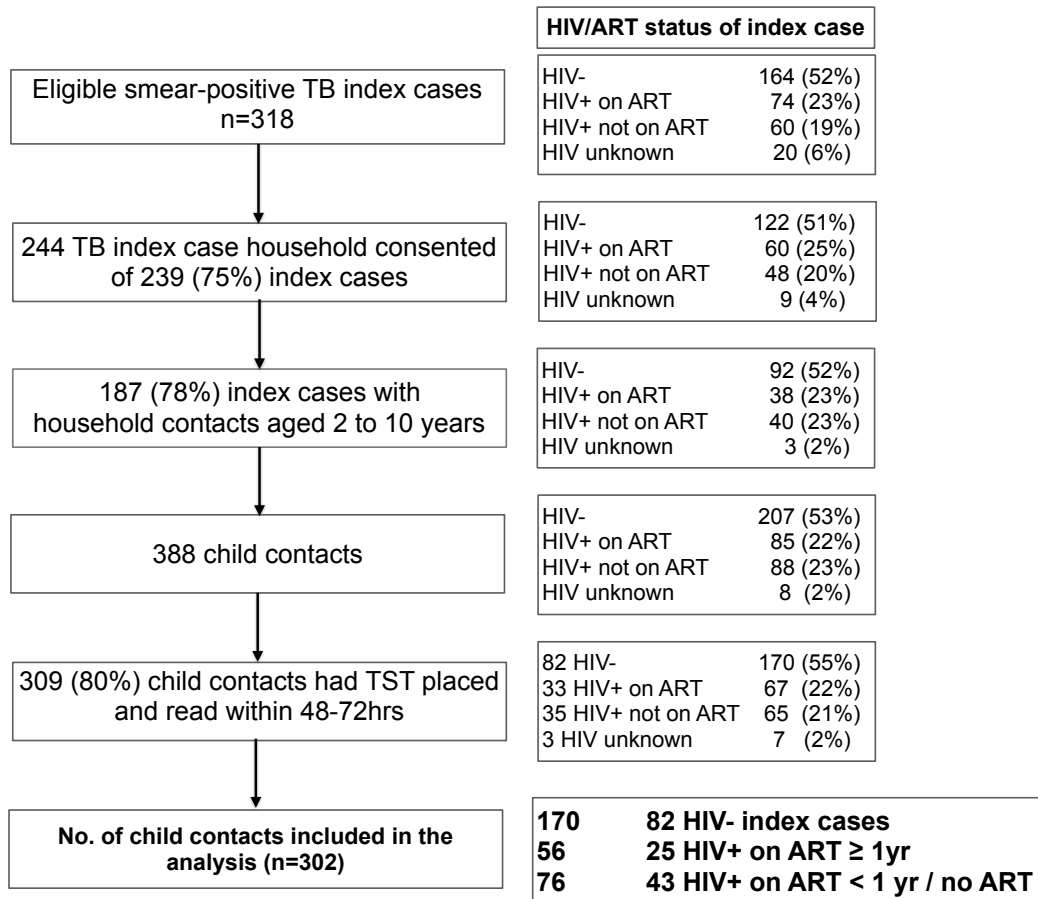 HIV/ART status of index case
Eligible smear-positive TB index cases
n=318
HIV- 164 (52%)
HIV+ on ART 74 (23%)
HIV+ not on ART 60 (19%)
HIV unknown 20 (6%)
244 TB index case household consented
of 239 (75%) index cases
HIV- 122 (51%)
HIV+ on ART 60 (25%)
HIV+ not on ART 48 (20%)
HIV unknown 9 (4%)
187 (78%) index cases with
household contacts aged 2 to 10 years
HIV- 92 (52%)
HIV+ on ART 38 (23%)
HIV+ not on ART 40 (23%)
HIV unknown 3 (2%)
388 child contacts
HIV- 207 (53%)
HIV+ on ART 85 (22%)
HIV+ not on ART 88 (23%)
HIV unknown 8 (2%)
309 (80%) child contacts had TST placed
and read within 48-72hrs
82 HIV- 170 (55%)
33 HIV+ on ART 67 (22%)
35 HIV+ not on ART 65 (21%)
3 HIV unknown 7 (2%)
No. of child contacts included in the
analysis (n=302)
170 82 HIV- index cases
56 25 HIV+ on ART ≥ 1yr
76 43 HIV+ on ART < 1 yr / no ART